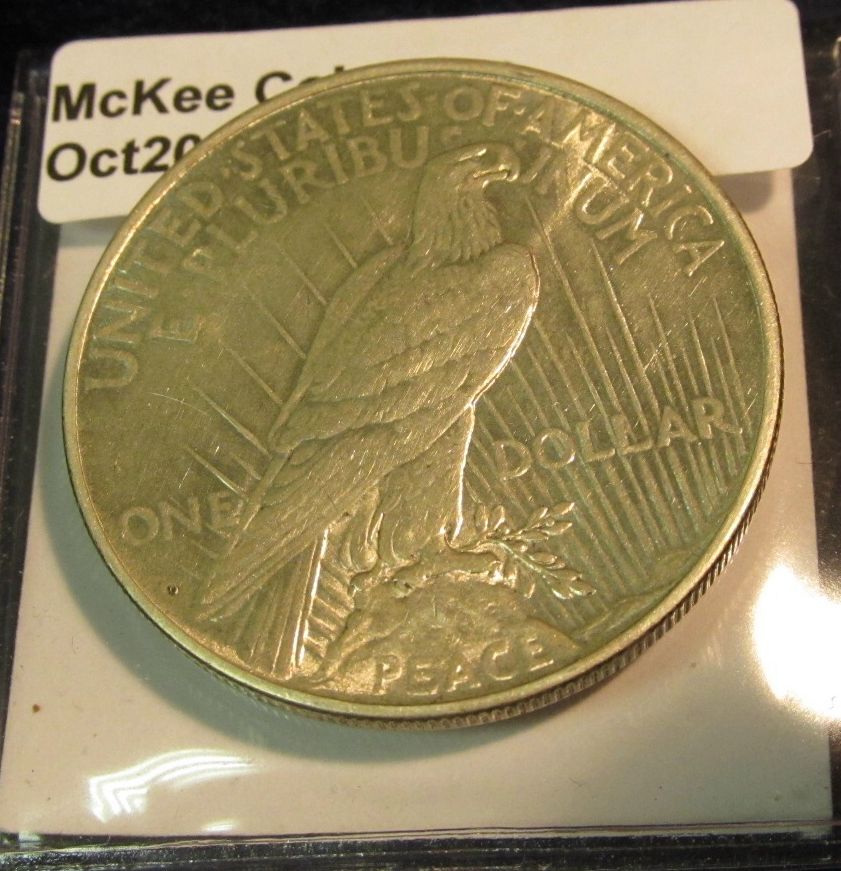 McKee
Oct20
UNITED·STATES·OF·AMERICA
E·PLURIBUS UNUM
ONE DOLLAR
PEACE